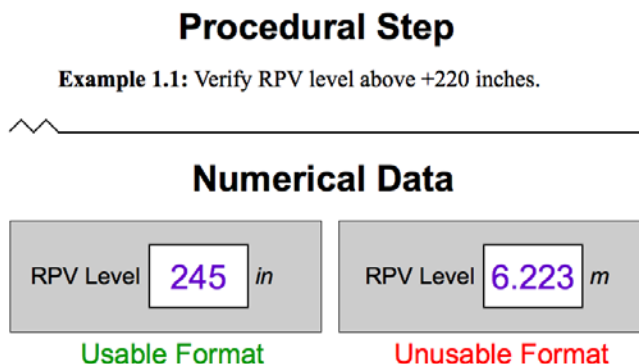 Procedural Step
Example 1.1: Verify RPV level above +220 inches.
Numerical Data
RPV Level 245 in
RPV Level 6.223 m
Usable Format
Unusable Format